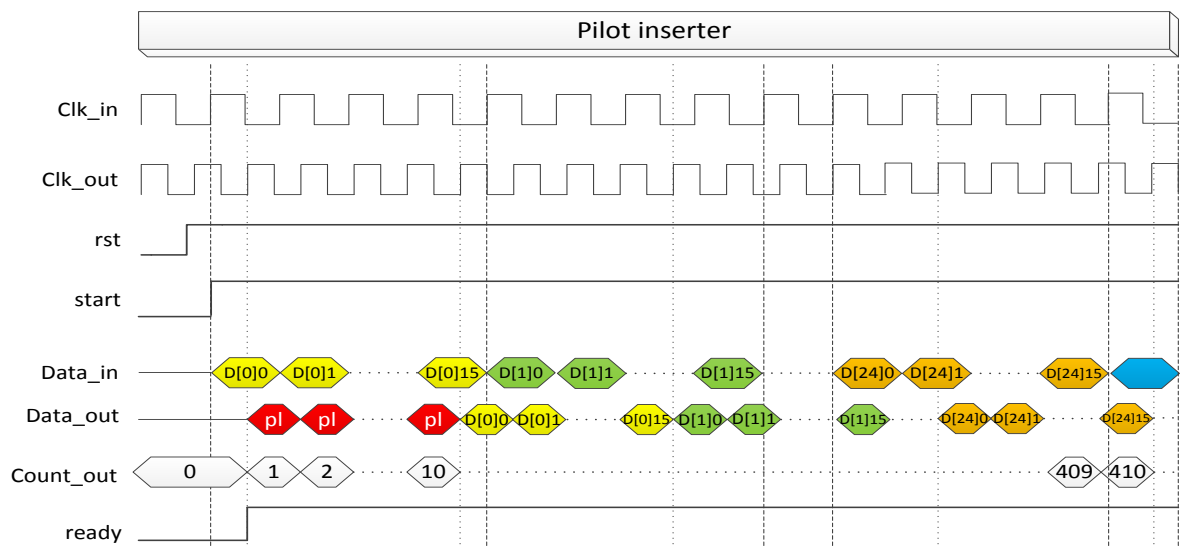 Pilot inserter
Clk_in
Clk_out
rst
start
Data_in D[0]0 D[0]1 D[0]15 D[1]0 D[1]1 D[1]15 D[24]0 D[24]1 D[24]15
Data_out pl pl pl D[0]0 D[0]1 D[0]15 D[1]0 D[1]1 D[1]15 D[24]0 D[24]1 D[24]15
Count_out 0 1 2 10 409 410
ready